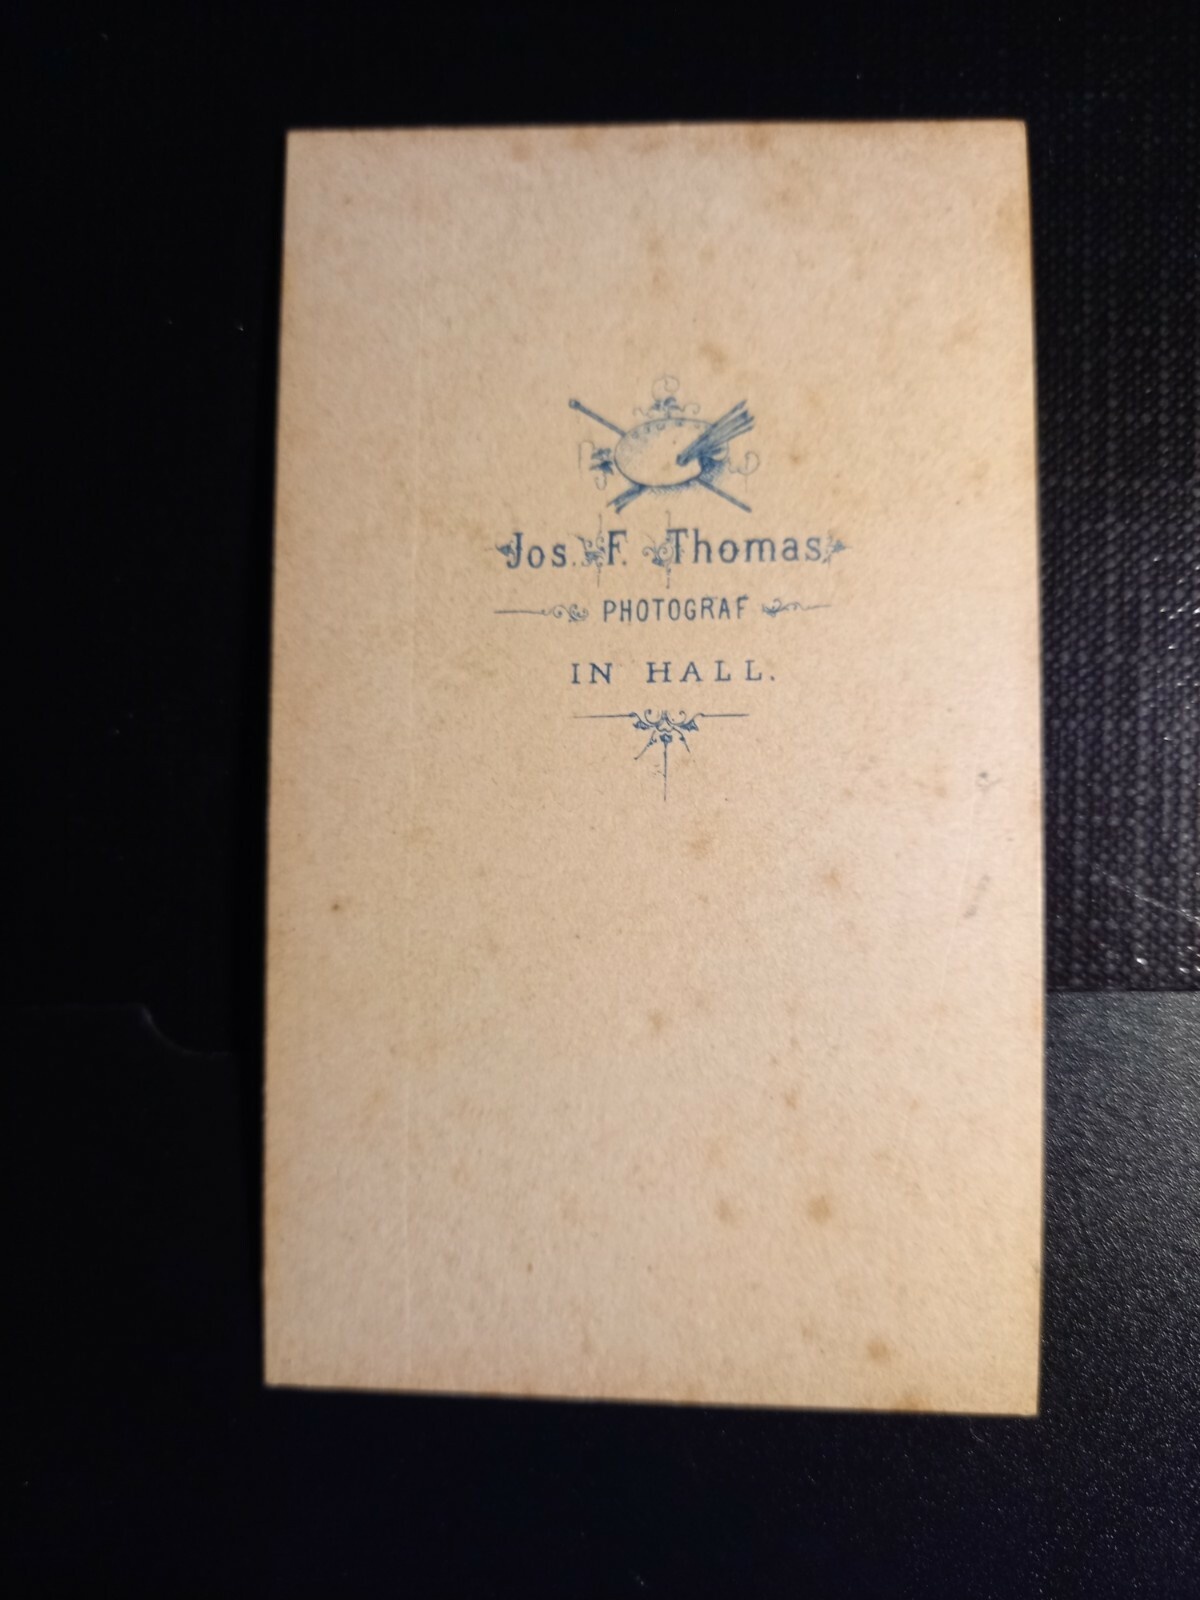 Jos. F. Thomas,
PHOTOGRAF
IN HALL.